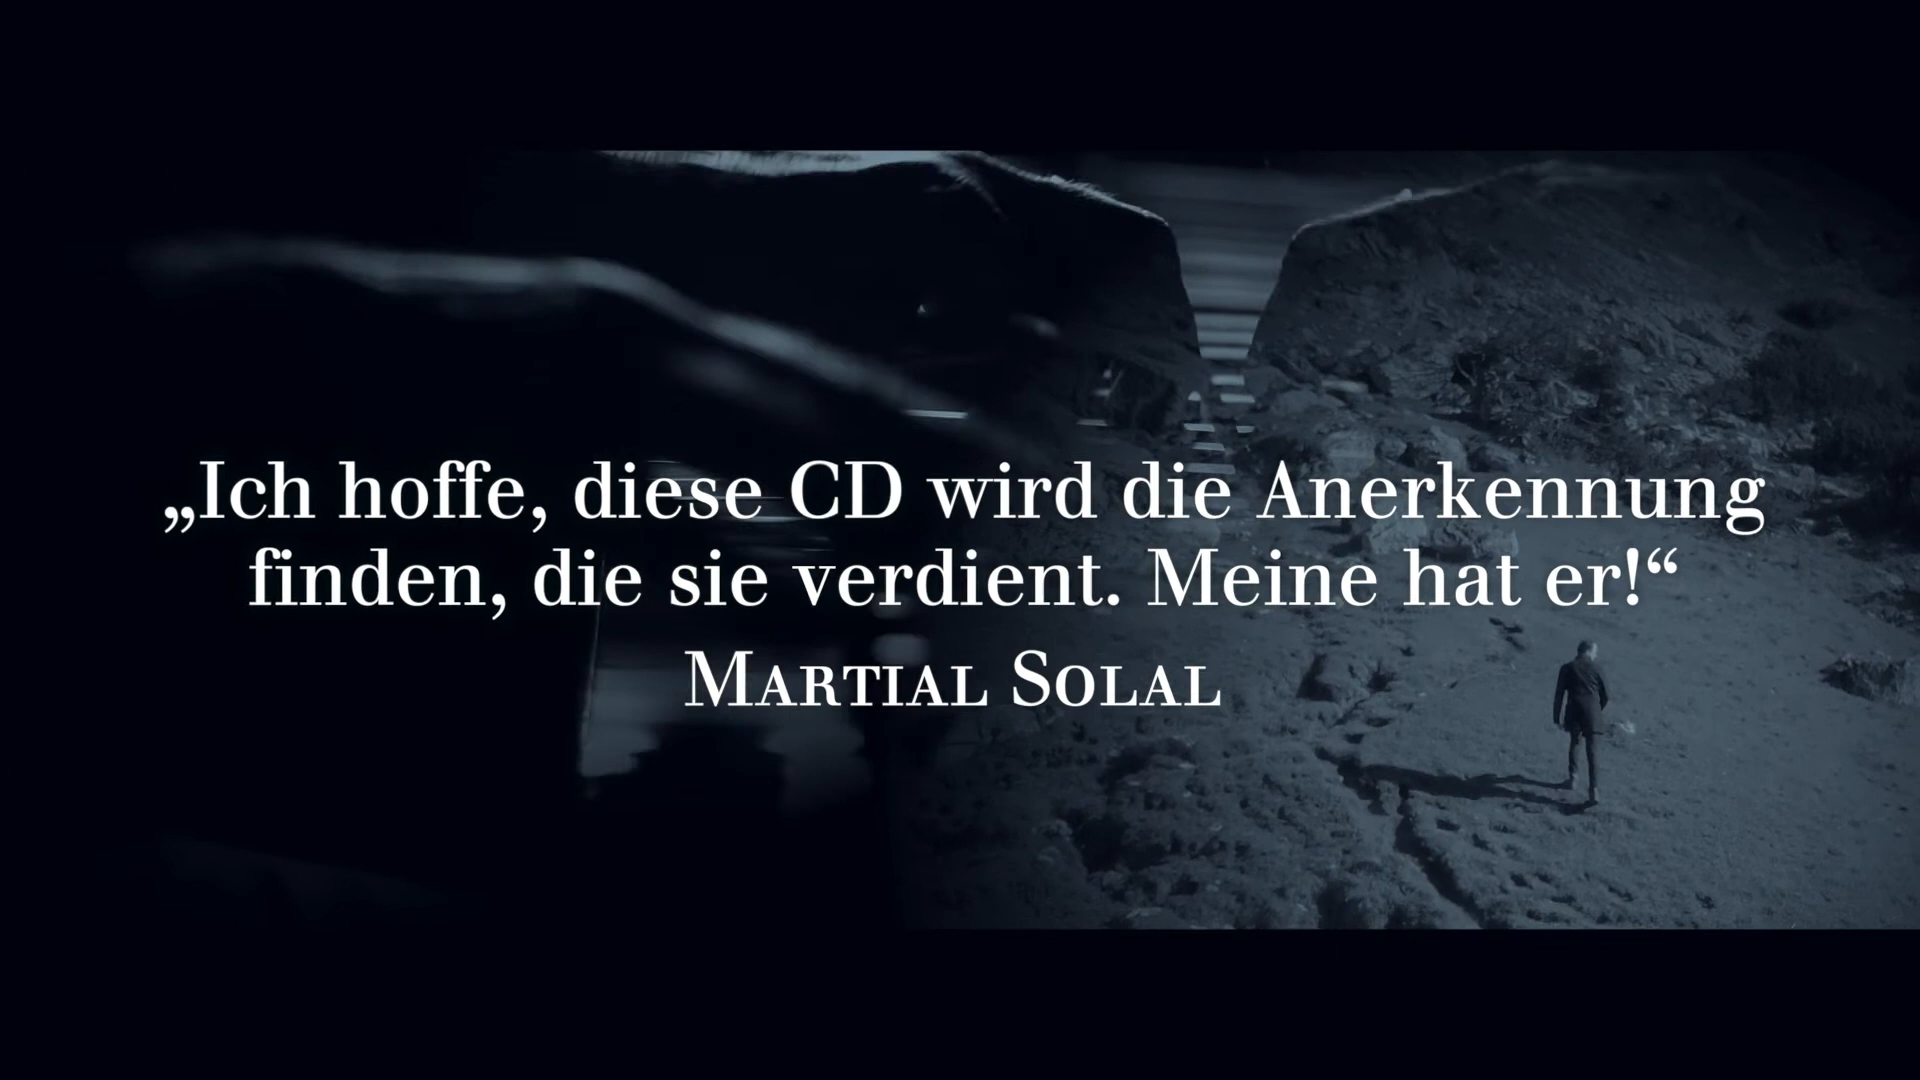 „Ich hoffe, diese CD wird die Anerkennung
finden, die sie verdient. Meine hat er!“
Martial Solal